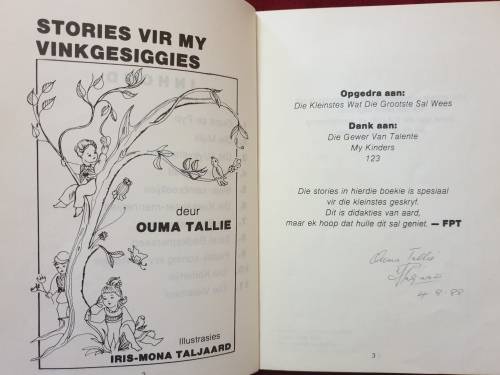 STORIES VIR MY
VINKGESIGGIES
deur
OUMA TALLIE
Illustrasies
IRIS-MONA TALJAARD
Opgedra aan:
Die Kleinstes Wat Die Grootste Sal Wees
Dank aan:
Die Gewer Van Talente
My Kinders
123
Die stories in hierdie boekie is spesiaal
vir die kleinstes geskryf.
Dit is didakties van aard,
maar ek hoop dat hulle dit sal geniet. — FPT
Ouma Tallie
3